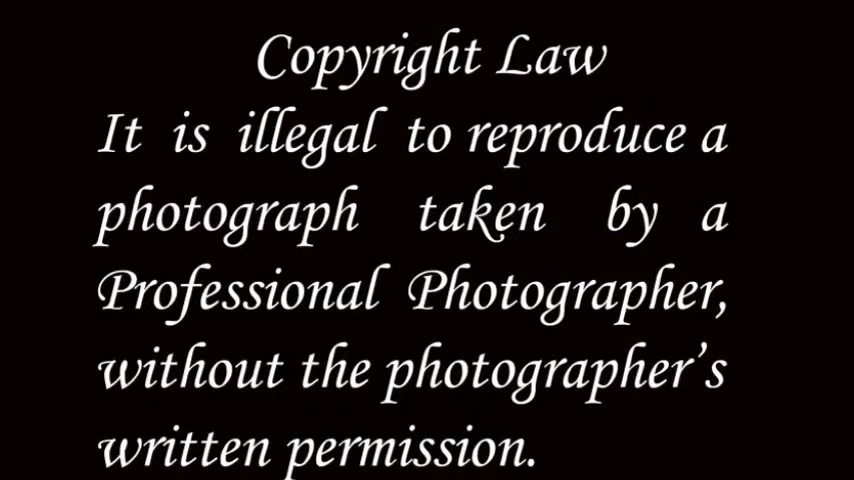 Copyright Law
It is illegal to reproduce a
photograph taken by a
Professional Photographer,
without the photographer's
written permission.